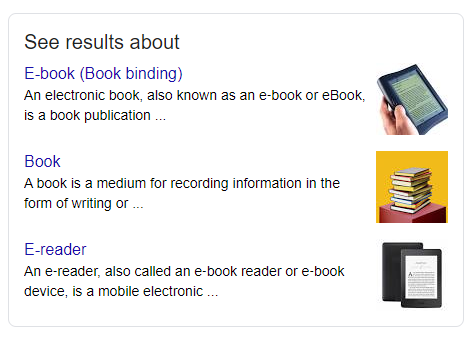 See results about
E-book (Book binding)
An electronic book, also known as an e-book or eBook,
is a book publication ...
Book
A book is a medium for recording information in the
form of writing or ...
E-reader
An e-reader, also called an e-book reader or e-book
device, is a mobile electronic ...